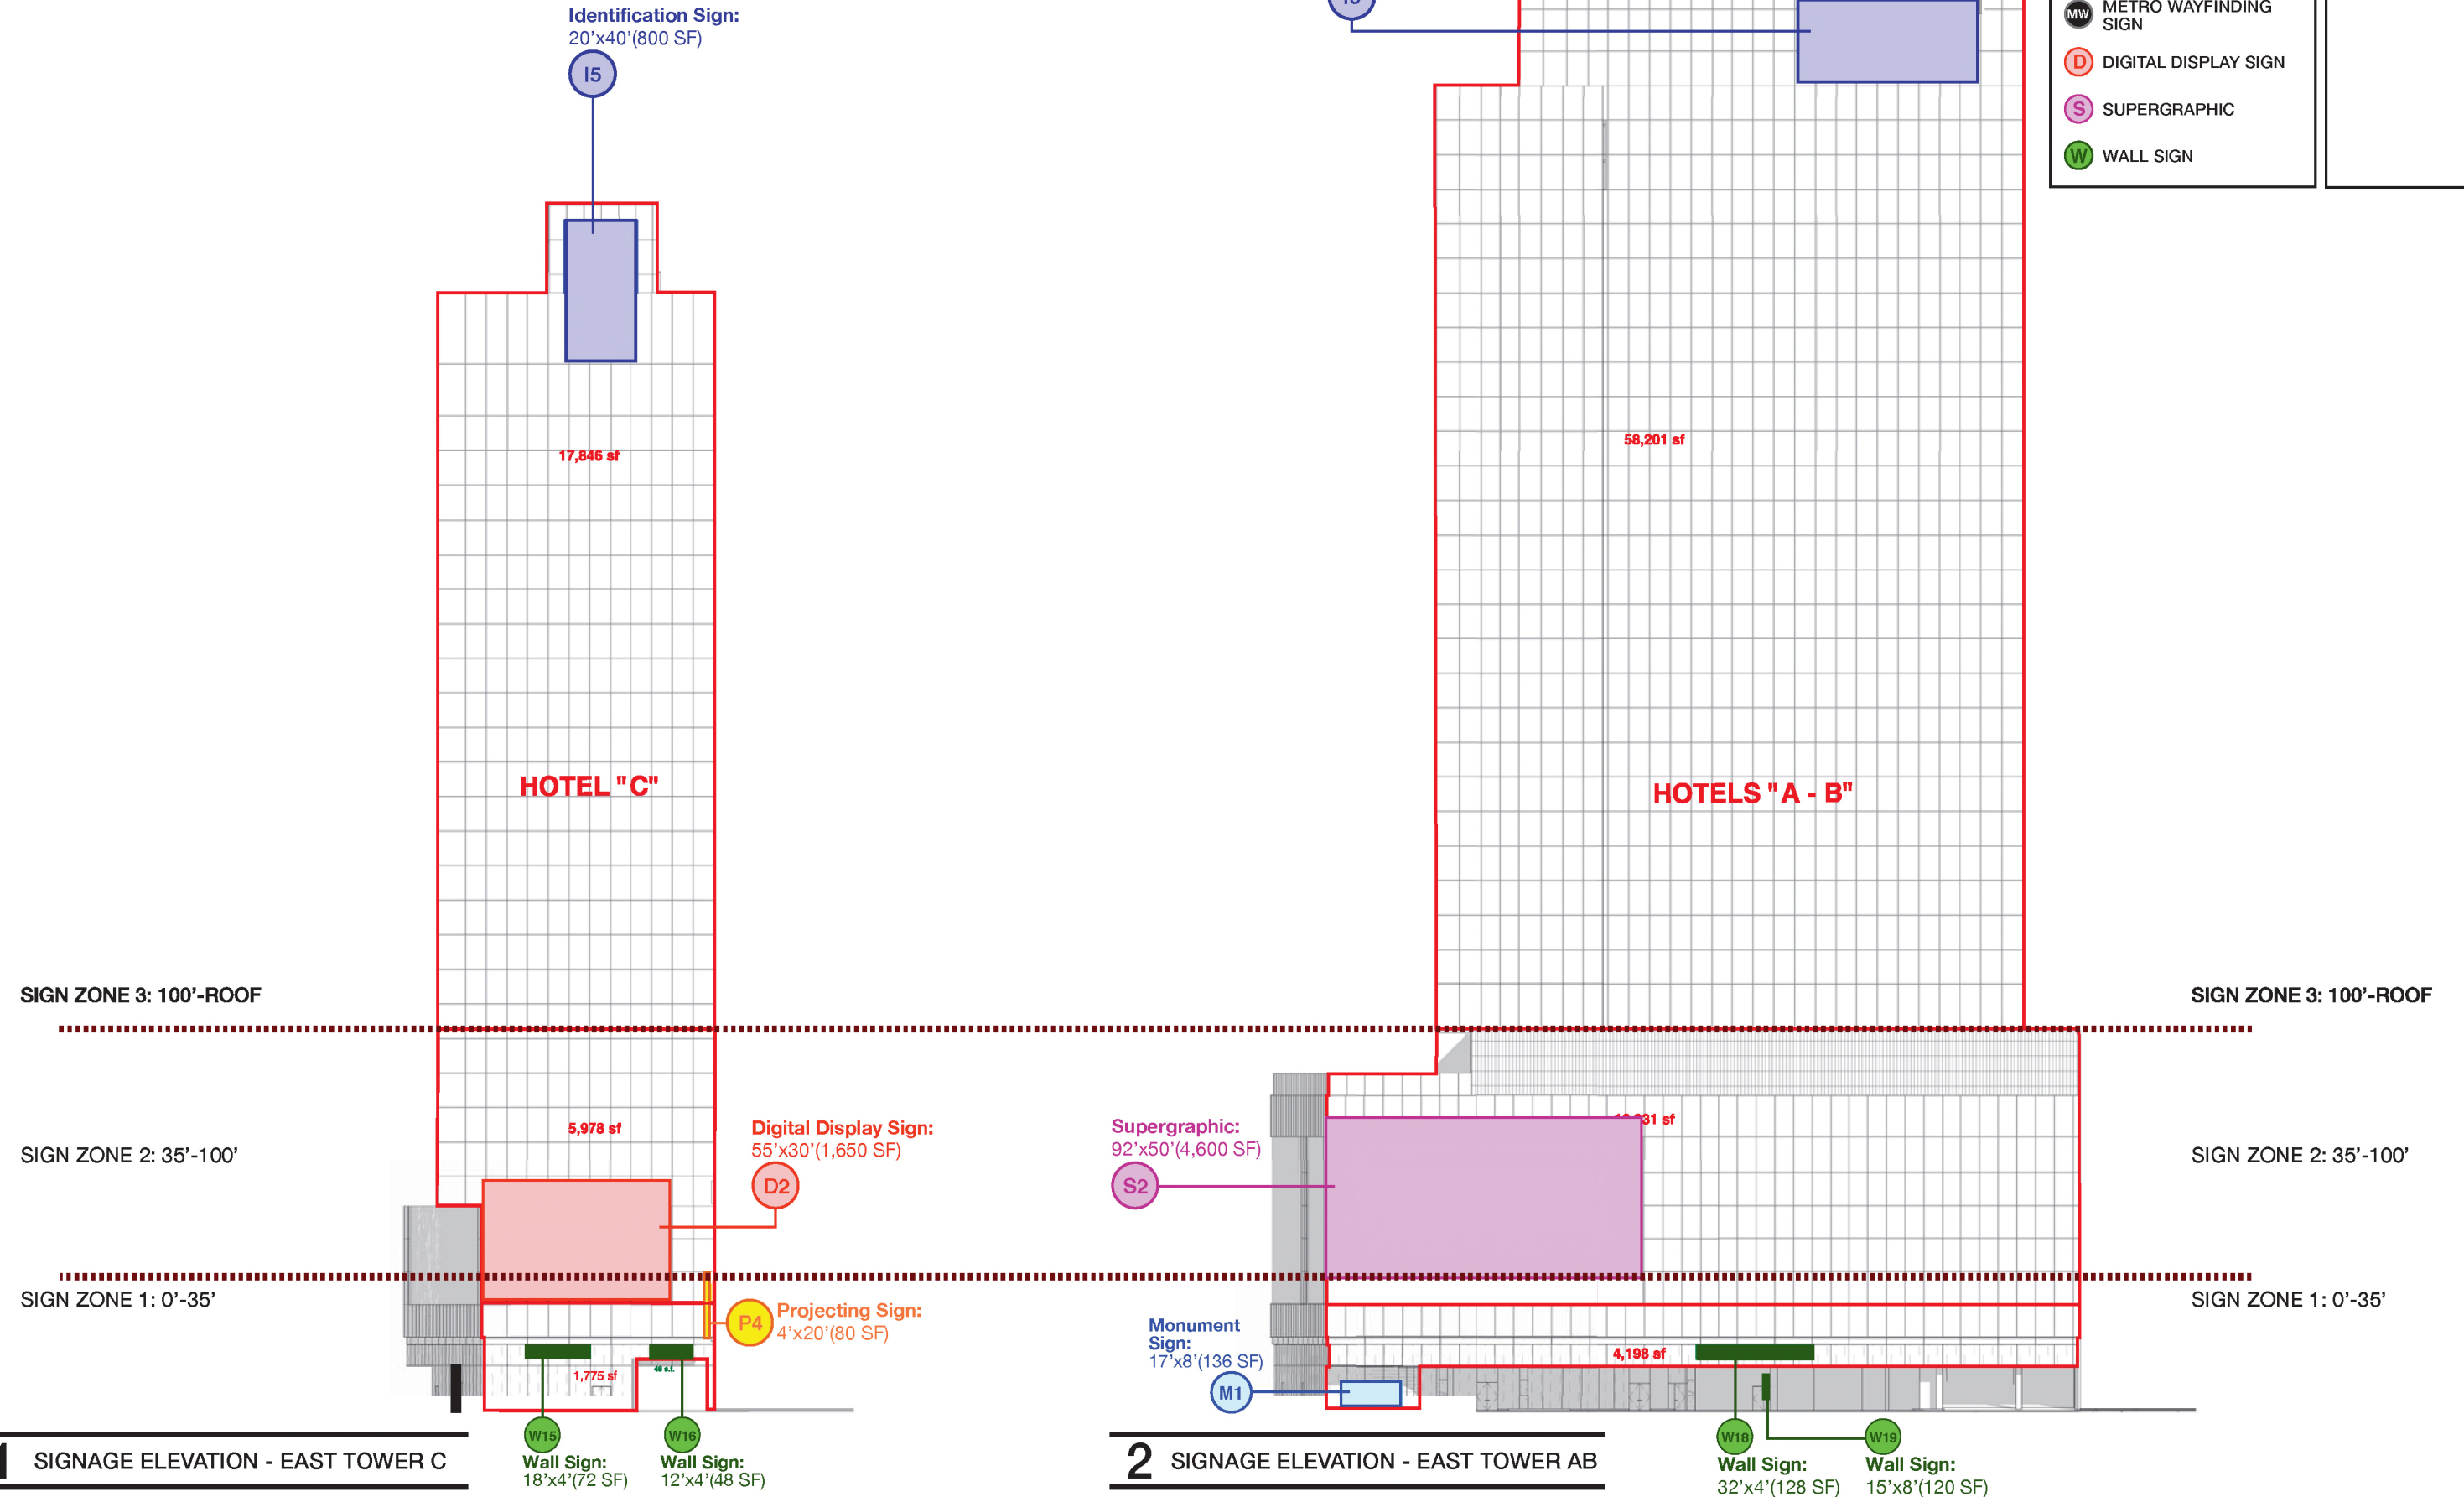 Identification Sign:
20’x40’(800 SF)
I5
MW
METRO WAYFINDING
SIGN
D
DIGITAL DISPLAY SIGN
S
SUPERGRAPHIC
W
WALL SIGN
17,846 sf
58,201 sf
HOTEL "C"
HOTELS "A - B"
SIGN ZONE 3: 100’-ROOF
SIGN ZONE 3: 100’-ROOF
5,978 sf
Digital Display Sign:
55’x30’(1,650 SF)
D2
Supergraphic:
92’x50’(4,600 SF)
S2
31 sf
SIGN ZONE 2: 35’-100’
SIGN ZONE 2: 35’-100’
SIGN ZONE 1: 0’-35’
SIGN ZONE 1: 0’-35’
P4
Projecting Sign:
4’x20’(80 SF)
Monument
Sign:
17’x8’(136 SF)
M1
1,775 sf
48 s.f.
4,198 sf
W15
Wall Sign:
18’x4’(72 SF)
W16
Wall Sign:
12’x4’(48 SF)
W18
Wall Sign:
32’x4’(128 SF)
W19
Wall Sign:
15’x8’(120 SF)
SIGNAGE ELEVATION - EAST TOWER C
2 SIGNAGE ELEVATION - EAST TOWER AB